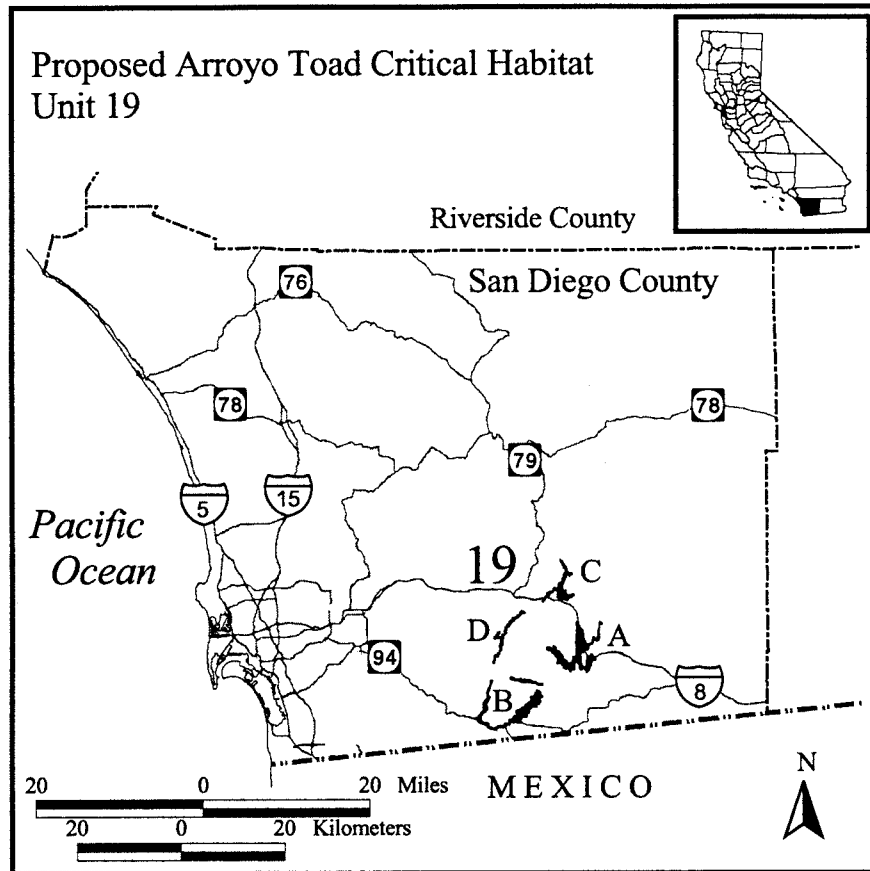 Proposed Arroyo Toad Critical Habitat
Unit 19
Riverside County
San Diego County
76
78
78
79
5
15
Pacific
Ocean
19
C
D
A
94
B
8
MEXICO
N
20 0 20 Miles
20 0 20 Kilometers